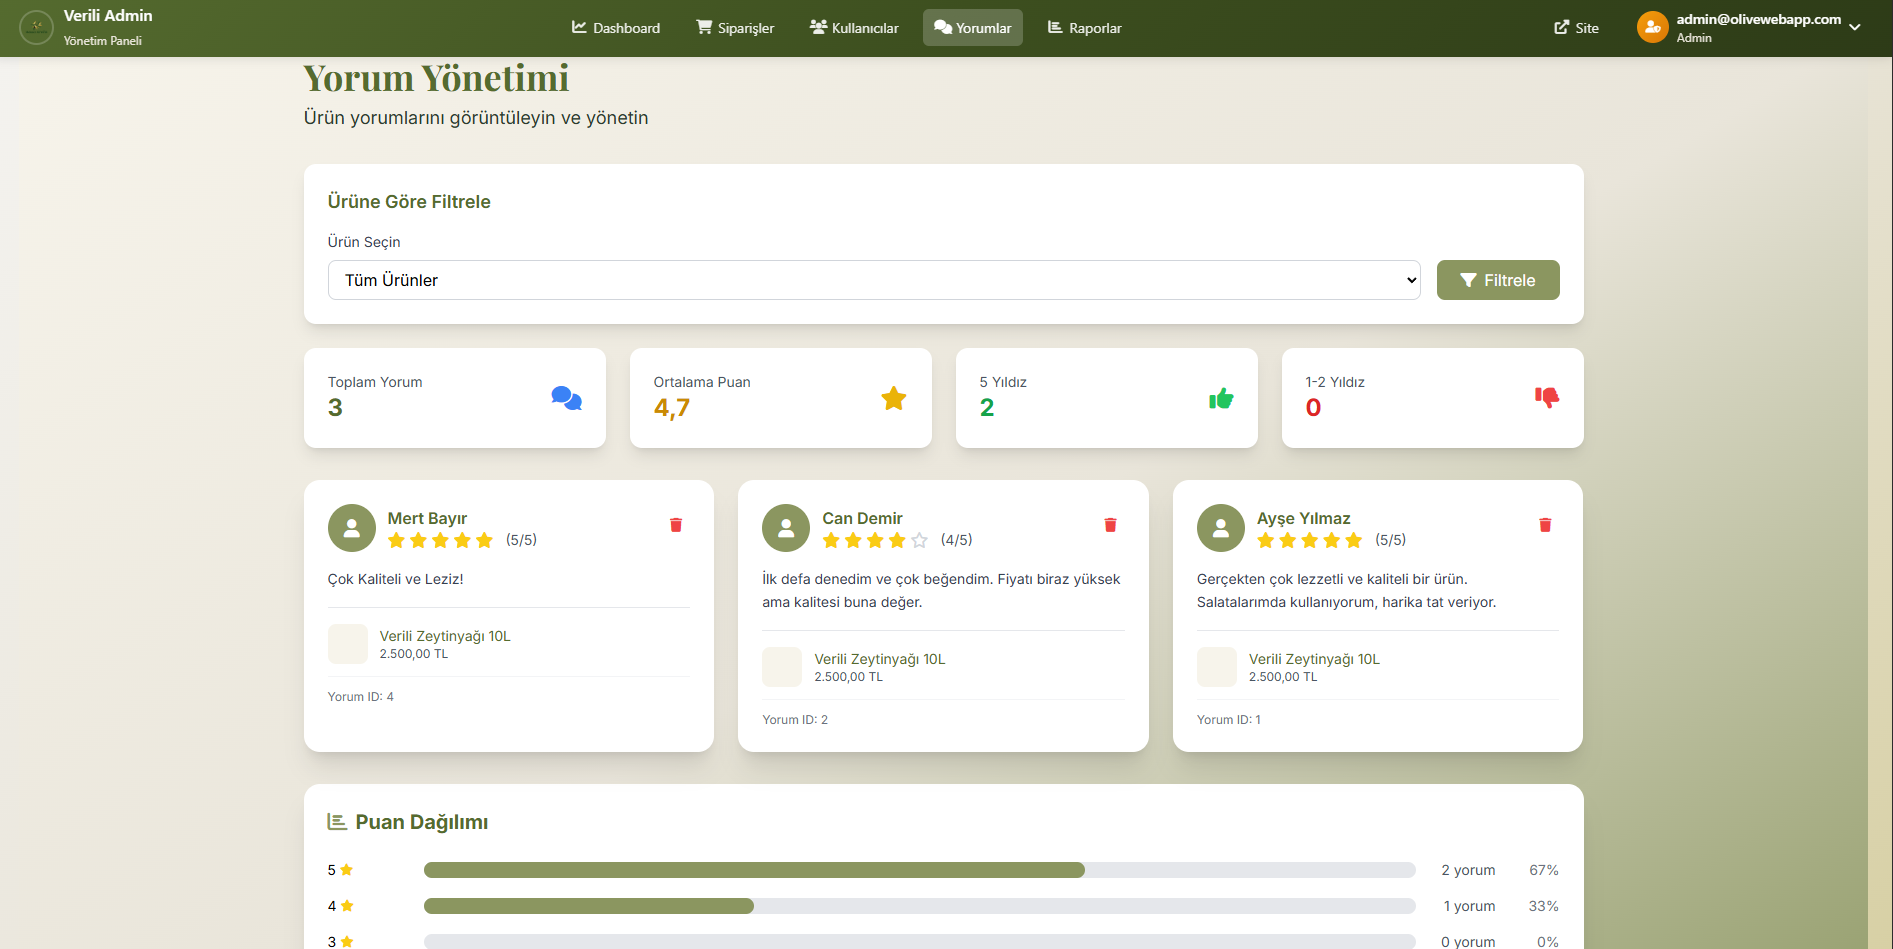 Verili Admin
Yönetim Paneli
Dashboard
Siparişler
Kullanıcılar
Yorumlar
Raporlar
Site
admin@olivewebapp.com
Admin
Yorum Yönetimi
Ürün yorumlarını görüntüleyin ve yönetin
Ürüne Göre Filtrele
Ürün Seçin
Tüm Ürünler
Filtrele
Toplam Yorum
3
Ortalama Puan
4,7
5 Yıldız
2
1-2 Yıldız
0
Mert Bayır
(5/5)
Çok Kaliteli ve Leziz!
Verili Zeytinyağı 10L
2.500,00 TL
Yorum ID: 4
Can Demir
(4/5)
İlk defa denedim ve çok beğendim. Fiyatı biraz yüksek
ama kalitesi buna değer.
Verili Zeytinyağı 10L
2.500,00 TL
Yorum ID: 2
Ayşe Yılmaz
(5/5)
Gerçekten çok lezzetli ve kaliteli bir ürün.
Salatalarımda kullanıyorum, harika tat veriyor.
Verili Zeytinyağı 10L
2.500,00 TL
Yorum ID: 1
Puan Dağılımı
5 2 yorum 67%
4 1 yorum 33%
3 0 yorum 0%